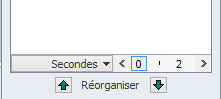 Secondes 0 2
Réorganiser